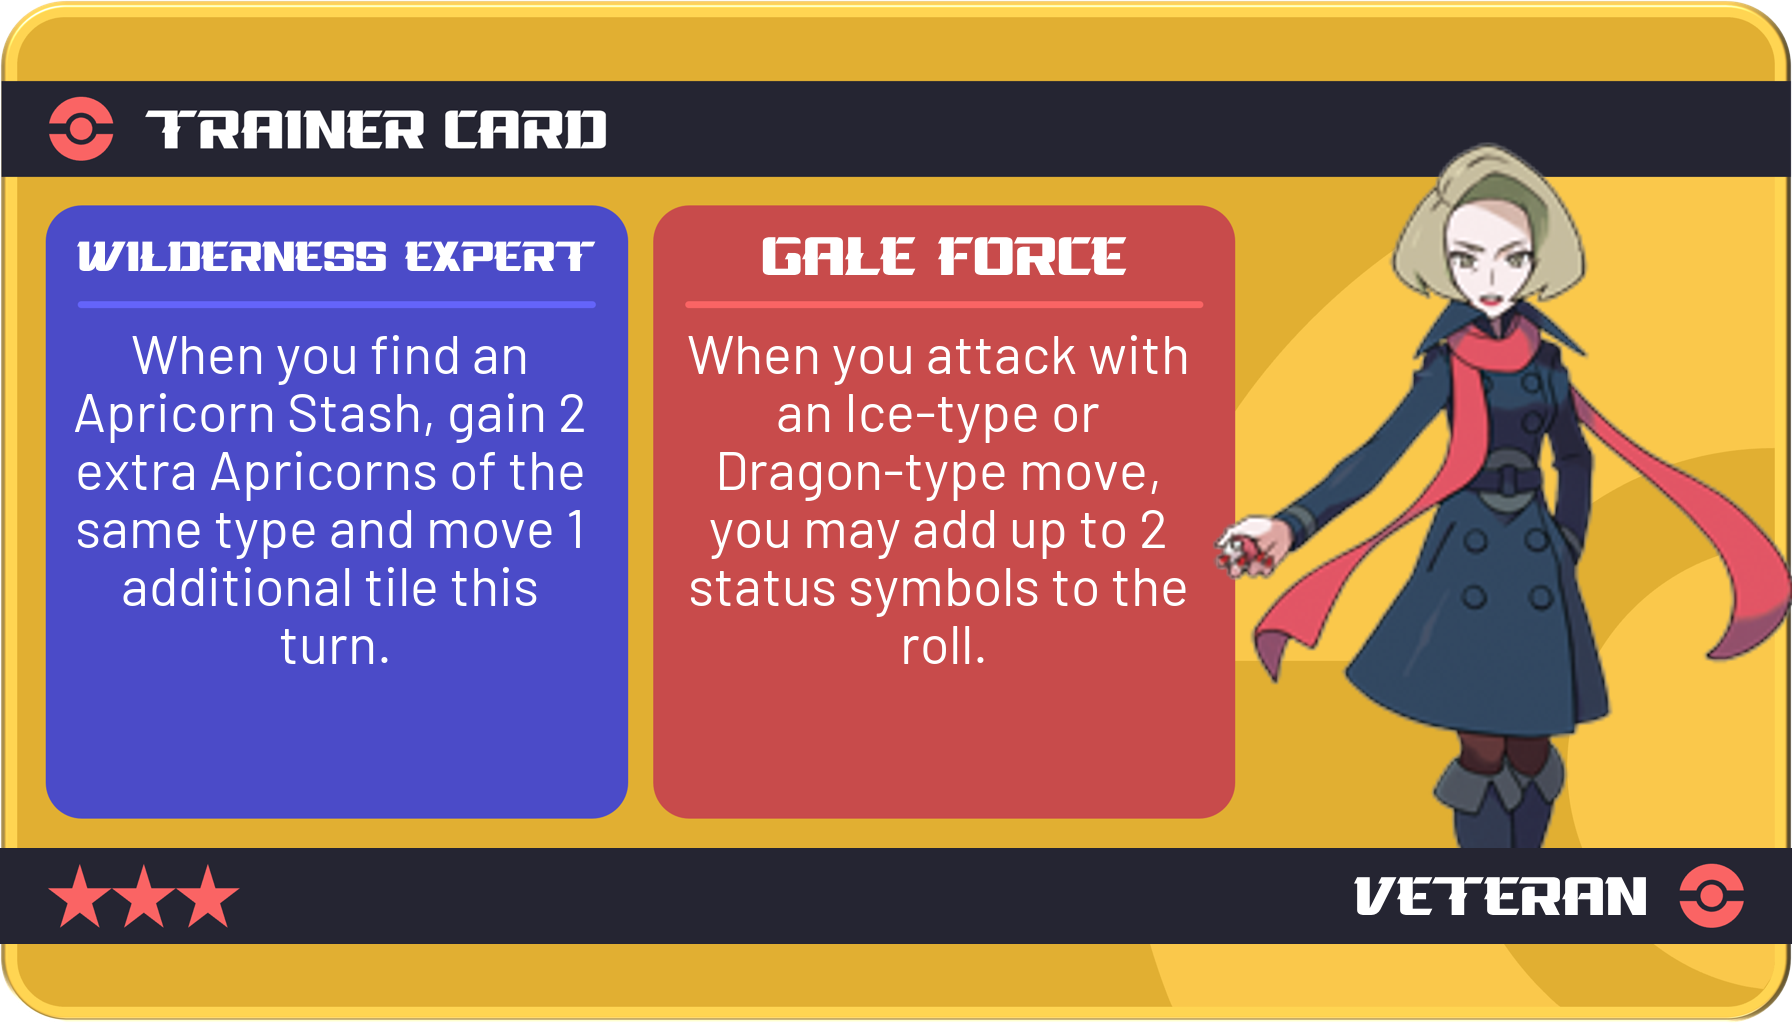 TRAINER CARD
WILDERNESS EXPERT
When you find an
Apricorn Stash, gain 2
extra Apricorns of the
same type and move 1
additional tile this
turn.
GALE FORCE
When you attack with
an Ice-type or
Dragon-type move,
you may add up to 2
status symbols to the
roll.
VETERAN